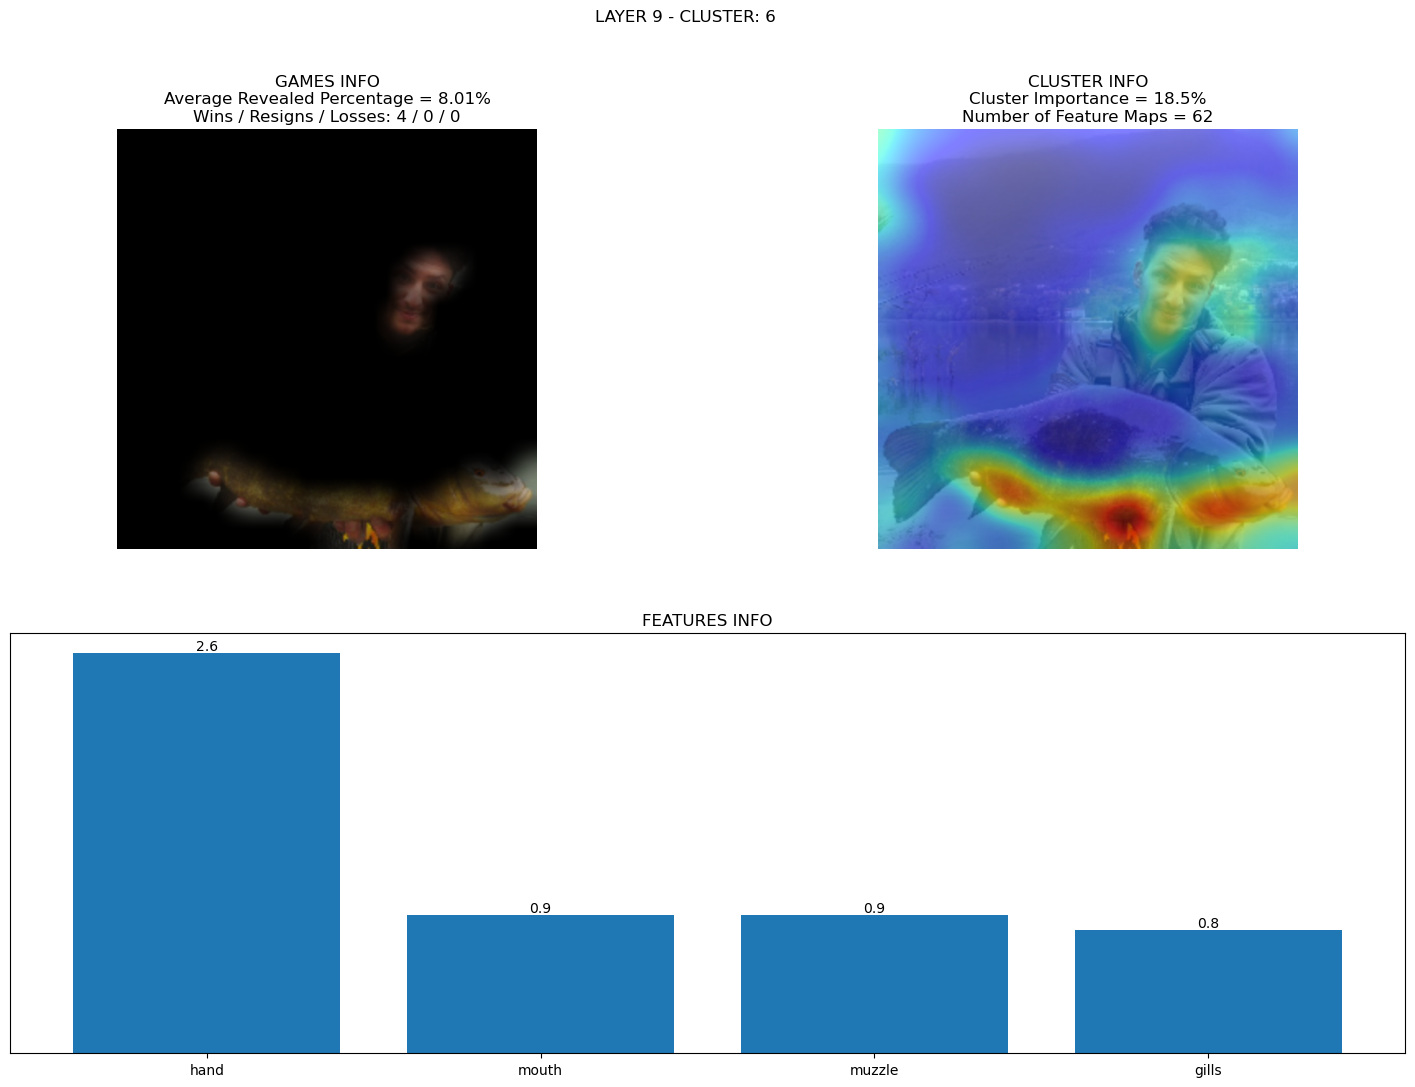 LAYER 9 - CLUSTER: 6
GAMES INFO
Average Revealed Percentage = 8.01%
Wins / Resigns / Losses: 4 / 0 / 0
CLUSTER INFO
Cluster Importance = 18.5%
Number of Feature Maps = 62
FEATURES INFO
2.6
0.9
0.9
0.8
hand
mouth
muzzle
gills